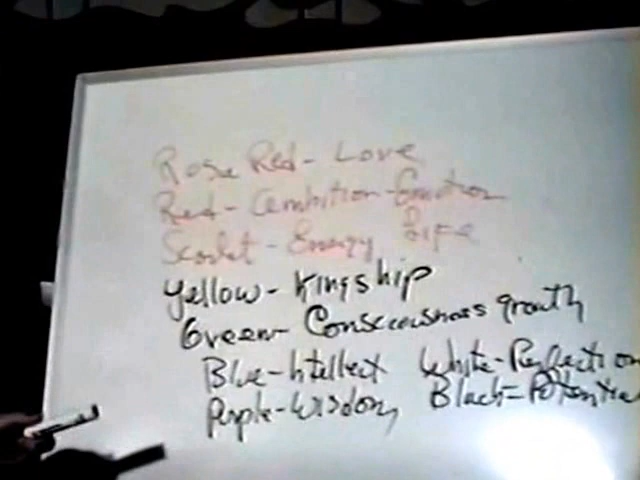 Rose Red - Love
Red - Ambition - Emotion
Scarlet - Energy Life
Yellow - Kingship
Green - Consciousness growth
Blue - Intellect White - Reflection
Purple - Wisdom Black =